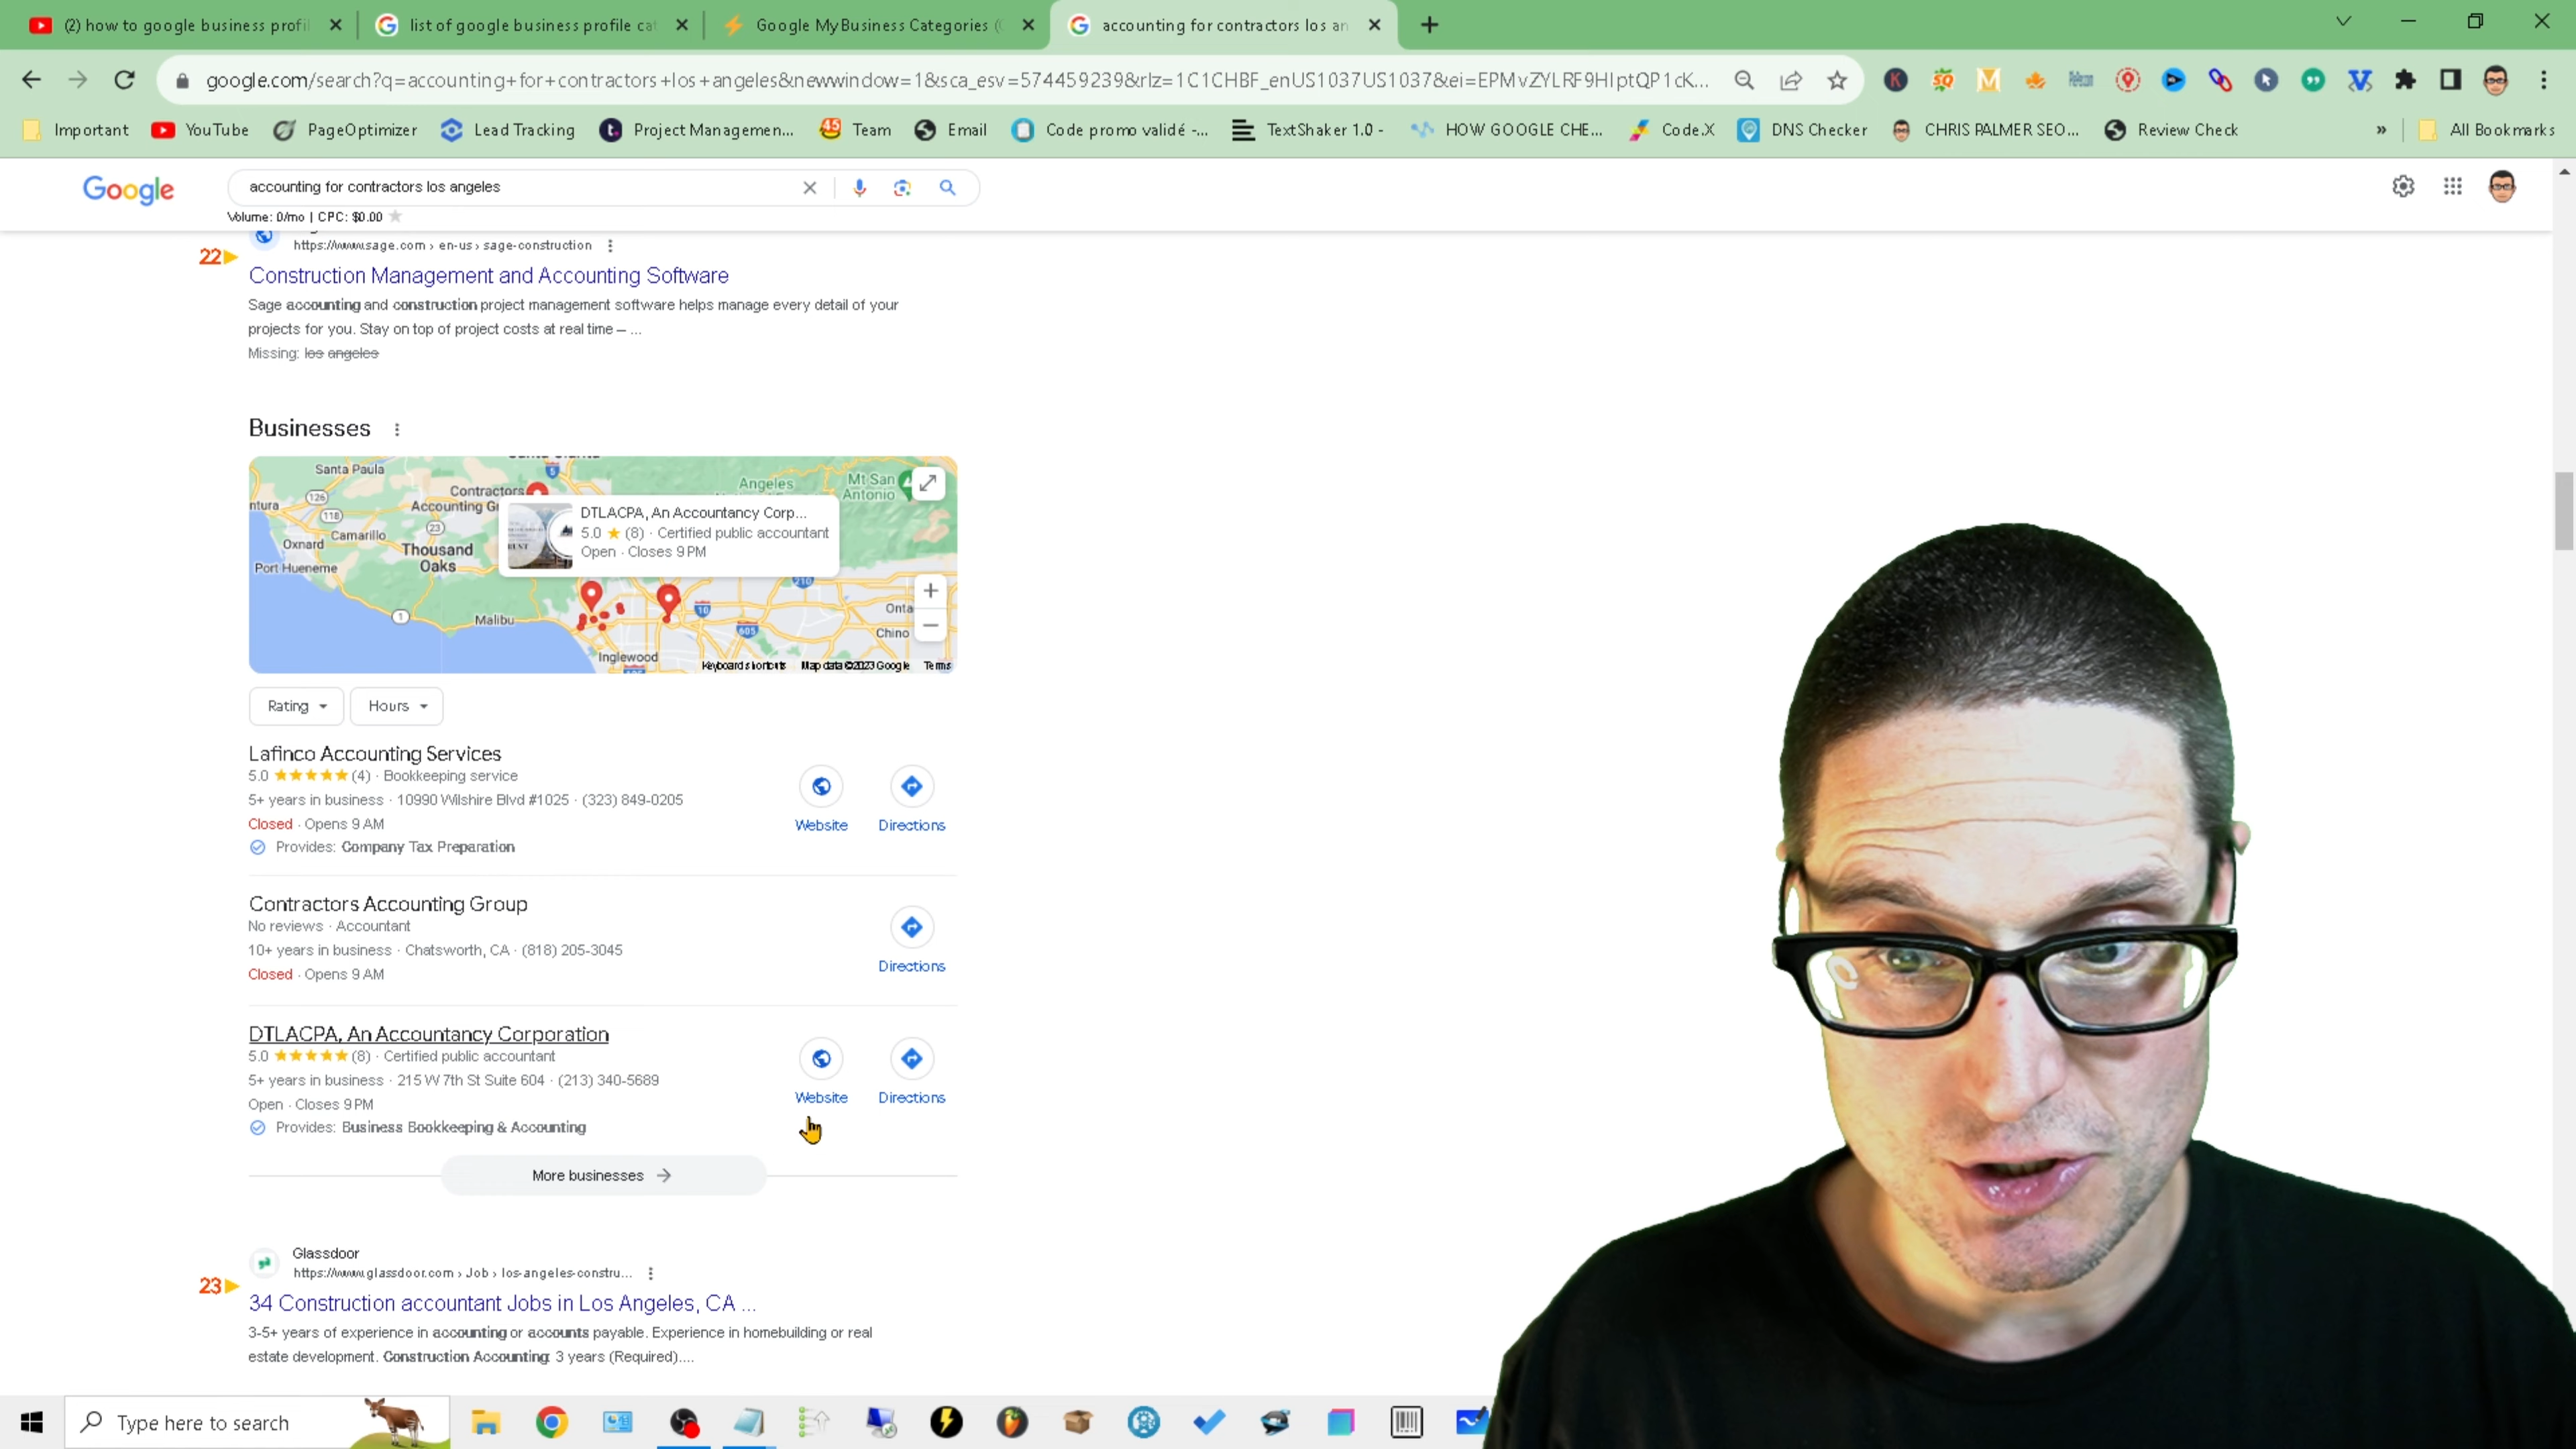 (2) how to google business profil
list of google business profile cat
Google MyBusiness Categories (
accounting for contractors los an
google.com/search?q=accounting+for+contractors+los+angeles&newwindow=1&sca_esv=574459239&rlz=1C1CHBF_enUS1037US1037&ei=EPMvZYLRF9HIptQP1cK...
Important
YouTube
PageOptimizer
Lead Tracking
Project Managemen...
45
Team
Email
Code promo validé -...
TextShaker 1.0 -
HOW GOOGLE CHE...
Code.X
DNS Checker
CHRIS PALMER SEO...
Review Check
»
All Bookmarks
Google
accounting for contractors los angeles
Volume: 0/mo | CPC: $0.00
22
https://www.sage.com › en-us › sage-construction
Construction Management and Accounting Software
Sage accounting and construction project management software helps manage every detail of your
projects for you. Stay on top of project costs at real time – ...
Missing: los angeles
Businesses
Santa Paula
5
Angeles
Mt San
Antonio
126
Contractors
ntura
Accounting Gr
118
Camarillo
23
Oxnard
Thousand
Oaks
Port Hueneme
DTLACPA, An Accountancy Corp...
5.0 ★ (8) · Certified public accountant
Open · Closes 9 PM
210
10
Onta
1
Malibu
605
Chino
Inglewood
Keyboard shortcuts
Map data ©2023 Google
Terms
Rating
Hours
Lafinco Accounting Services
5.0 ★★★★★ (4) · Bookkeeping service
5+ years in business · 10990 Wilshire Blvd #1025 · (323) 849-0205
Closed · Opens 9 AM
Provides: Company Tax Preparation
Website
Directions
Contractors Accounting Group
No reviews · Accountant
10+ years in business · Chatsworth, CA · (818) 205-3045
Closed · Opens 9 AM
Directions
DTLACPA, An Accountancy Corporation
5.0 ★★★★★ (8) · Certified public accountant
5+ years in business · 215 W 7th St Suite 604 · (213) 340-5689
Open · Closes 9 PM
Provides: Business Bookkeeping & Accounting
Website
Directions
More businesses →
Glassdoor
https://www.glassdoor.com › Job › los-angeles-constru...
23
34 Construction accountant Jobs in Los Angeles, CA ...
3-5+ years of experience in accounting or accounts payable. Experience in homebuilding or real
estate development. Construction Accounting: 3 years (Required)....
Type here to search